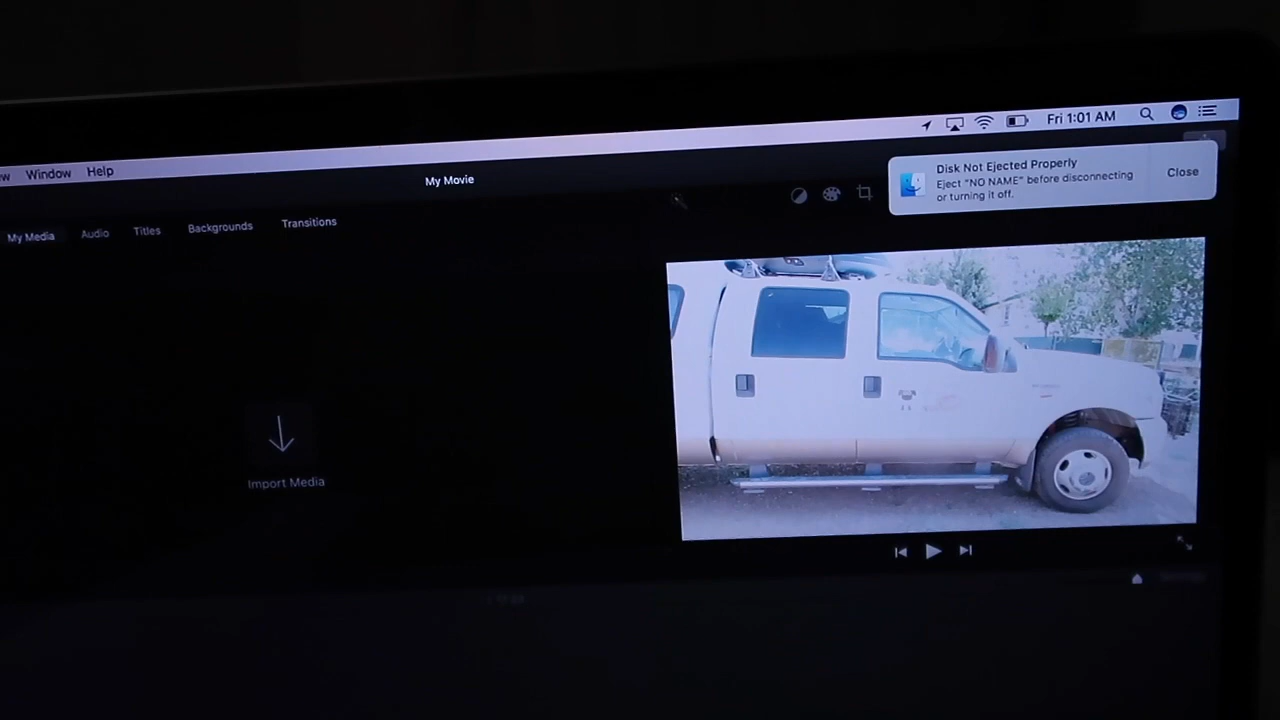 Fri 1:01 AM
Window Help
My Movie
Disk Not Ejected Properly
Eject "NO NAME" before disconnecting
or turning it off.
Close
My Media Audio Titles Backgrounds Transitions
Import Media